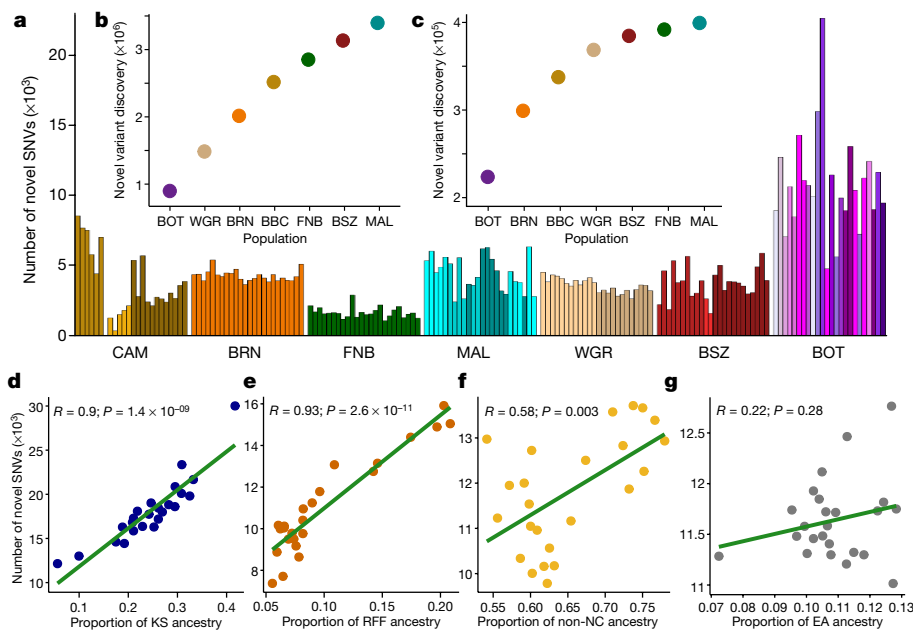 a
Number of novel SNVs (×10³)
20
15
10
5
0
CAM BRN FNB MAL WGR BSZ BOT
b
Novel variant discovery (×10⁶)
3
2
1
BOT WGR BRN BBC FNB BSZ MAL
Population
c
Novel variant discovery (×10⁵)
4
3
2
BOT BRN BBC WGR BSZ FNB MAL
Population
d
R = 0.9; P = 1.4 × 10⁻⁰⁹
Number of novel SNVs (×10³)
30
25
20
15
10
0.1 0.2 0.3 0.4
Proportion of KS ancestry
e
R = 0.93; P = 2.6 × 10⁻¹¹
16
14
12
10
8
0.05 0.10 0.15 0.20
Proportion of RFF ancestry
f
R = 0.58; P = 0.003
13
12
11
10
0.55 0.60 0.65 0.70 0.75
Proportion of non-NC ancestry
g
R = 0.22; P = 0.28
12.5
12.0
11.5
11
0.07 0.08 0.09 0.10 0.11 0.12 0.13
Proportion of EA ancestry